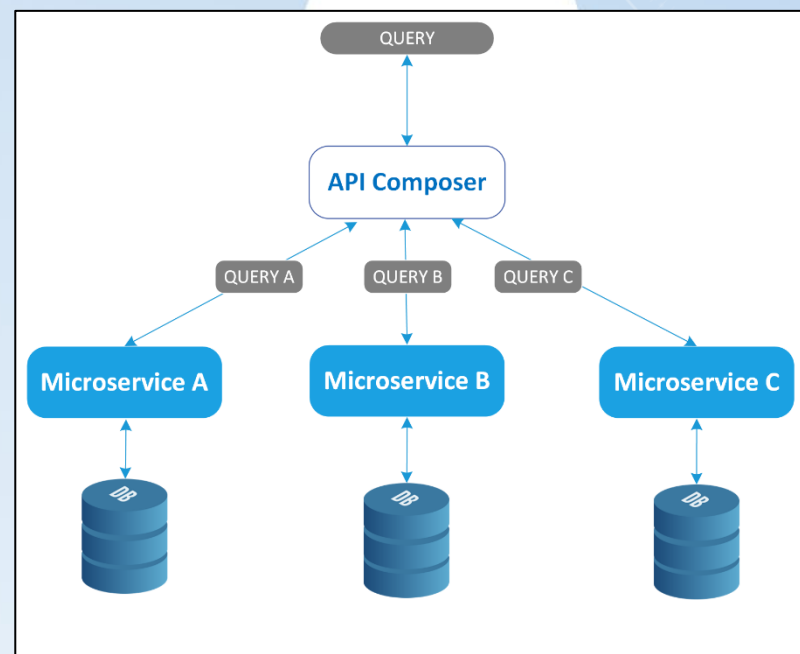 QUERY
API Composer
QUERY A
QUERY B
QUERY C
Microservice A
Microservice B
Microservice C
DB
DB
DB